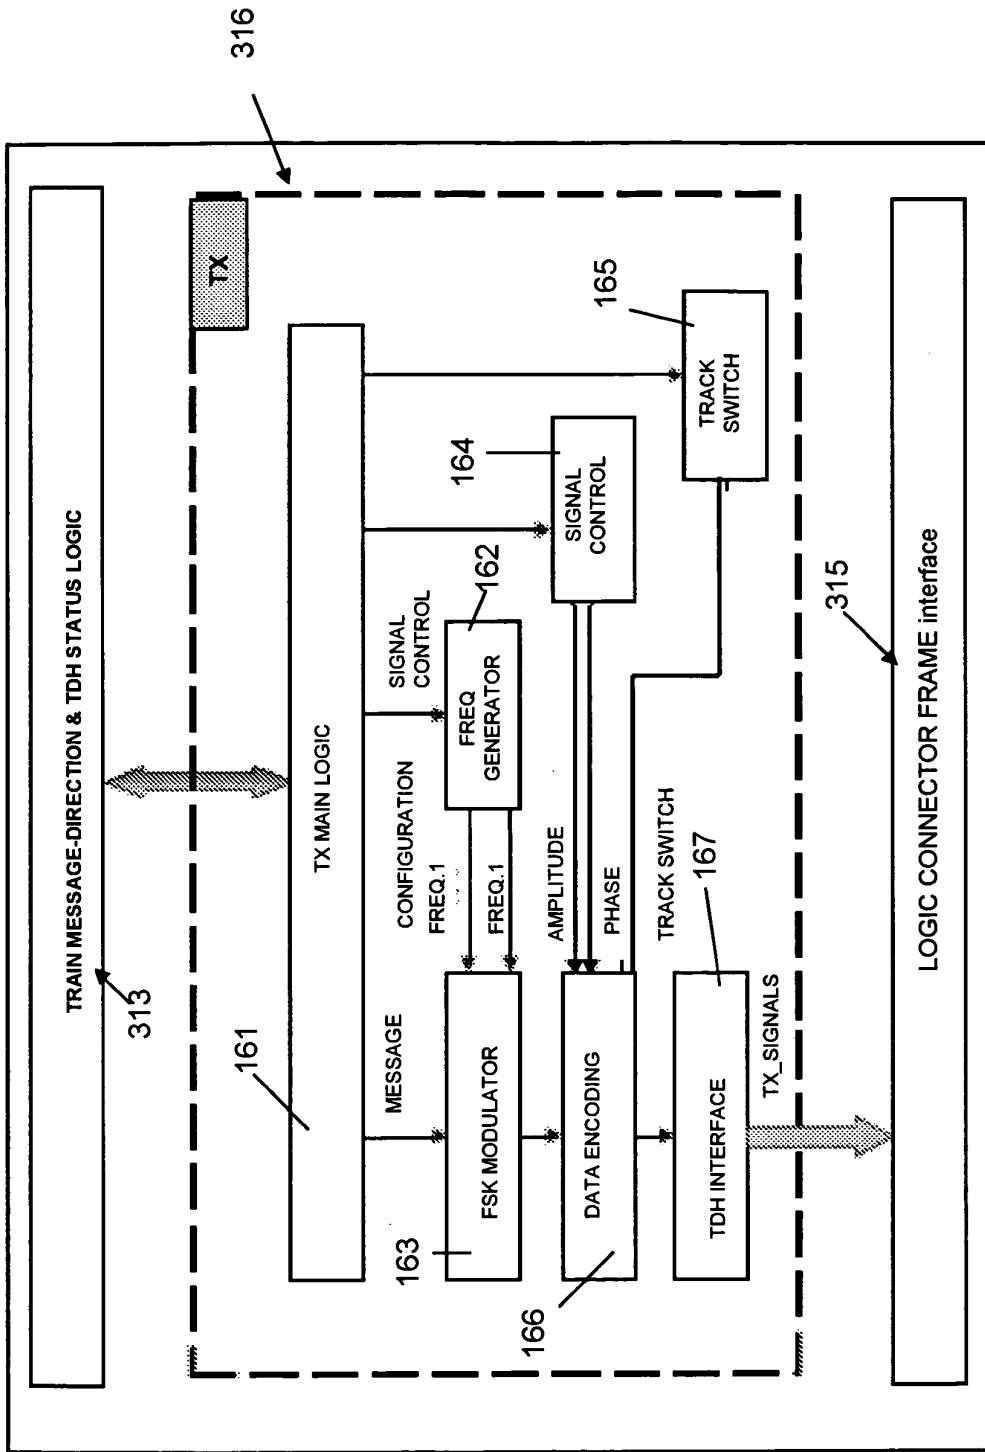 316
TRAIN MESSAGE-DIRECTION & TDH STATUS LOGIC
313
TX
161
TX MAIN LOGIC
MESSAGE
CONFIGURATION
SIGNAL
CONTROL
162
FREQ
GENERATOR
FREQ.1
FREQ.1
163
FSK MODULATOR
164
SIGNAL
CONTROL
165
TRACK
SWITCH
AMPLITUDE
PHASE
TRACK SWITCH
166
DATA ENCODING
167
TDH INTERFACE
TX_SIGNALS
315
LOGIC CONNECTOR FRAME interface